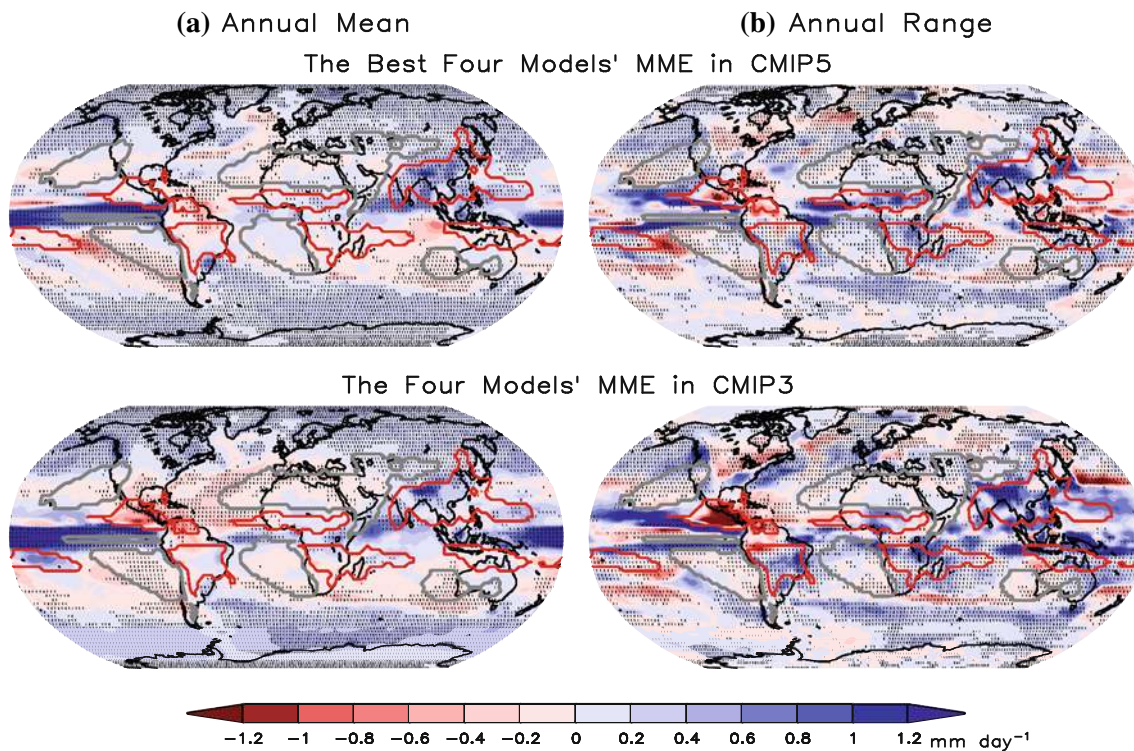 (a) Annual Mean
(b) Annual Range
The Best Four Models' MME in CMIP5
The Four Models' MME in CMIP3
−1.2 −1 −0.8 −0.6 −0.4 −0.2 0 0.2 0.4 0.6 0.8 1 1.2 mm day⁻¹